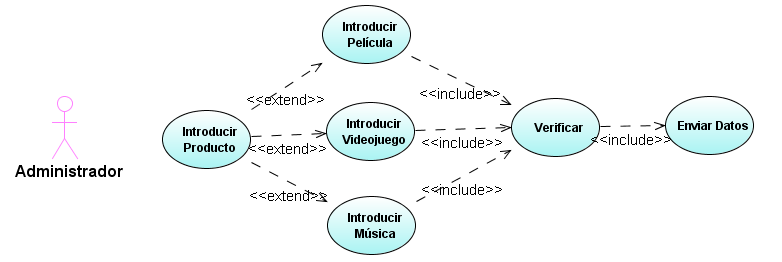 Introducir
Película
<<extend>>
<<include>>
Administrador
Introducir
Producto
<<extend>>
Introducir
Videojuego
<<include>>
Verificar
<<include>>
Enviar Datos
<<extend>>
Introducir
Música
<<include>>